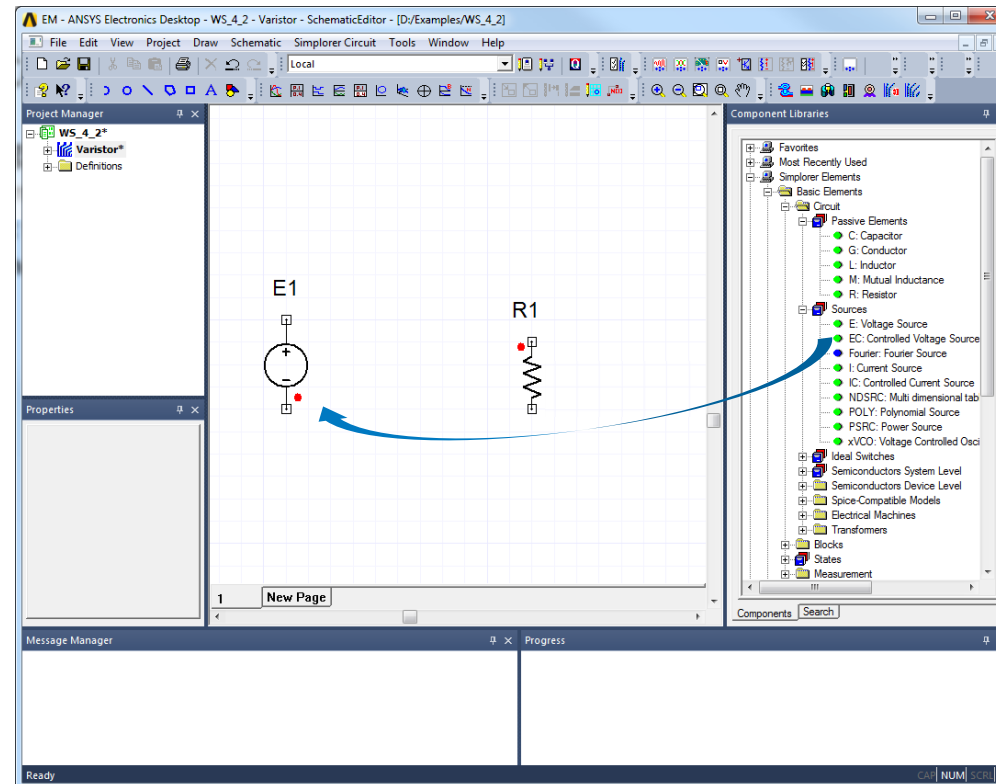 EM - ANSYS Electronics Desktop - WS_4_2 - Varistor - SchematicEditor - [D:/Examples/WS_4_2]
File Edit View Project Draw Schematic Simplorer Circuit Tools Window Help
Local
Project Manager
WS_4_2*
Varistor*
Definitions
Properties
E1
R1
1 New Page
Component Libraries
Favorites
Most Recently Used
Simplorer Elements
Basic Elements
Circuit
Passive Elements
C: Capacitor
G: Conductor
L: Inductor
M: Mutual Inductance
R: Resistor
Sources
E: Voltage Source
EC: Controlled Voltage Source
Fourier: Fourier Source
I: Current Source
IC: Controlled Current Source
NDSRC: Multi dimensional tab
POLY: Polynomial Source
PSRC: Power Source
xVCO: Voltage Controlled Osci
Ideal Switches
Semiconductors System Level
Semiconductors Device Level
Spice-Compatible Models
Electrical Machines
Transformers
Blocks
States
Measurement
Components Search
Message Manager
Progress
Ready
CAP NUM SCRL